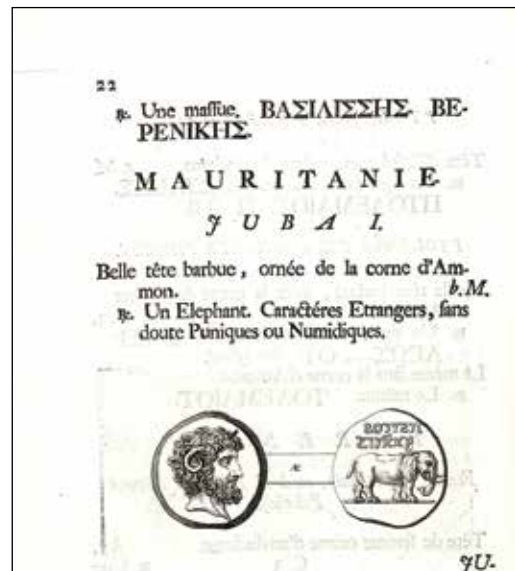 22
℞. Une maſſue. ΒΑΣΙΛΙΣΣΗΣ. ΒΕ-
ΡΕΝΙΚΗΣ.
MAURITANIE.
JUBA I.
Belle tête barbue, ornée de la corne d'Am-
mon. b.M.
℞. Un Elephant. Caractéres Etrangers, ſans
doute Puniques ou Numidiques.
Æ
JU-